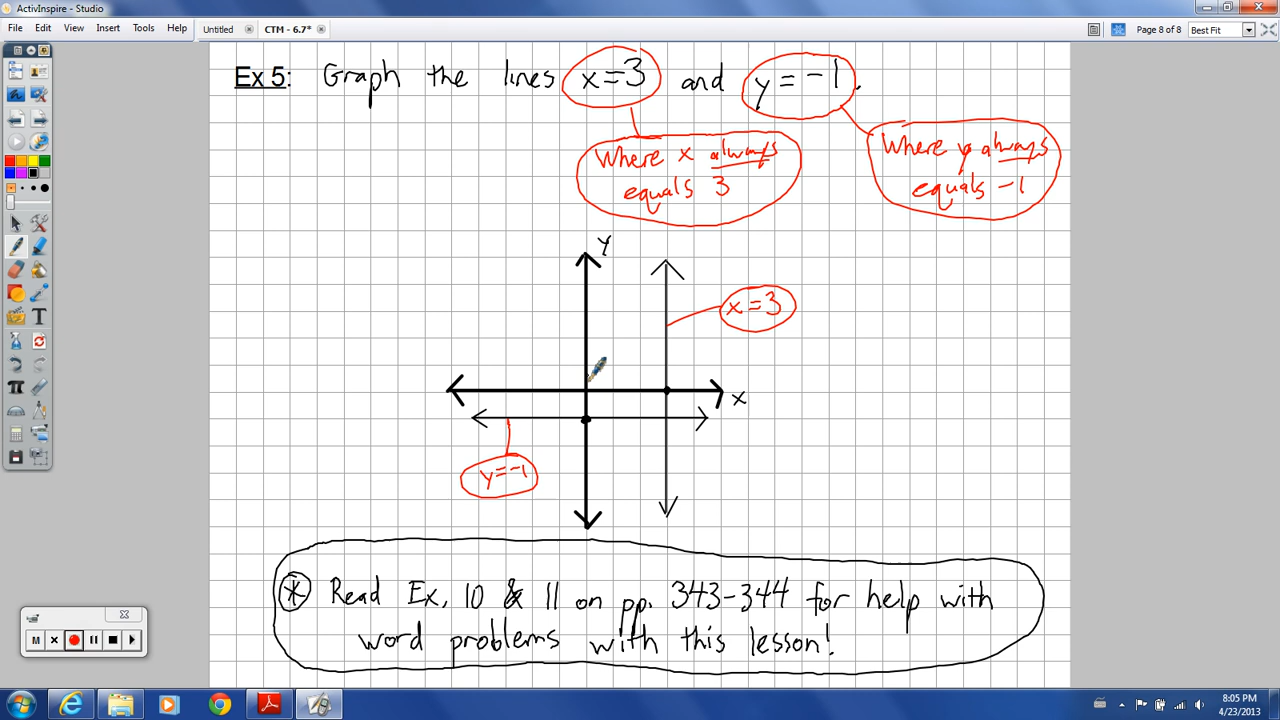 ActivInspire - Studio
File Edit View Insert Tools Help
Untitled
CTM - 6.7*
Page 8 of 8
Best Fit
Ex 5: Graph the lines x=3 and y = -1.
Where x always
equals 3
Where y always
equals -1
y
x=3
x
y=-1
* Read Ex. 10 & 11 on pp. 343-344 for help with
word problems with this lesson!
M
8:05 PM
4/23/2013